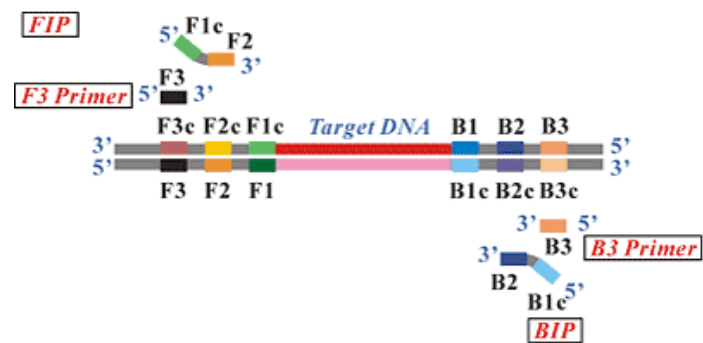 FIP
5’ F1c F2 3’
F3
F3 Primer 5’ 3’
F3c F2c F1c Target DNA B1 B2 B3
3’ 5’
5’ 3’
F3 F2 F1 B1c B2c B3c
3’ 5’
B3 B3 Primer
3’
B2 B1c 5’
BIP